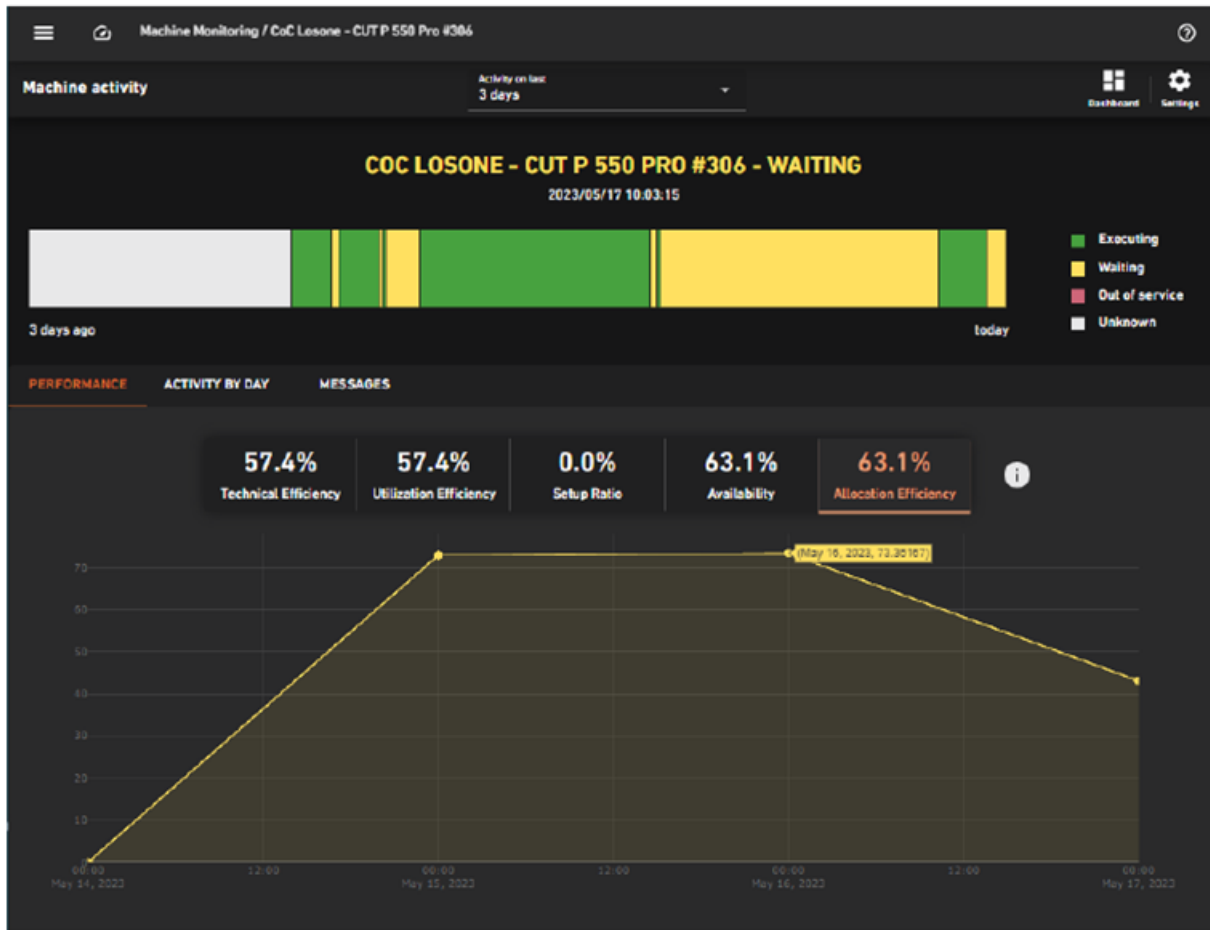 Machine Monitoring / CoC Losone - CUT P 550 Pro #306
Machine activity
Activity on last
3 days
Dashboard
Settings
COC LOSONE - CUT P 550 PRO #306 - WAITING
2023/05/17 10:03:15
Executing
Waiting
Out of service
Unknown
3 days ago
today
PERFORMANCE
ACTIVITY BY DAY
MESSAGES
57.4%
Technical Efficiency
57.4%
Utilization Efficiency
0.0%
Setup Ratio
63.1%
Availability
63.1%
Allocation Efficiency
(May 16, 2023, 73.36167)
70
60
50
40
30
20
10
0
00:00
May 14, 2023
12:00
00:00
May 15, 2023
12:00
00:00
May 16, 2023
12:00
00:00
May 17, 2023